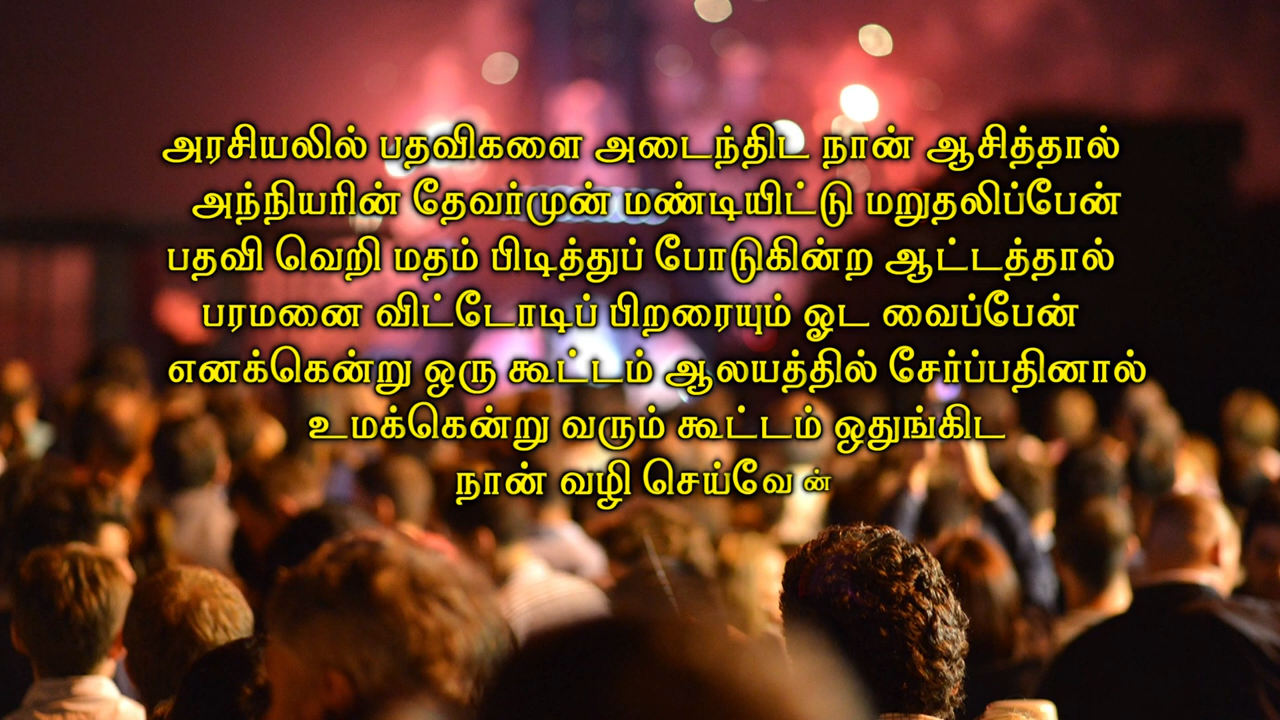 அரசியலில் பதவிகளை அடைந்திட நான் ஆசித்தால்
அந்நியரின் தேவர்முன் மண்டியிட்டு மறுதலிப்பேன்
பதவி வெறி மதம் பிடித்துப் போடுகின்ற ஆட்டத்தால்
பரமனை விட்டோடிப் பிறரையும் ஓட வைப்பேன்
எனக்கென்று ஒரு கூட்டம் ஆலயத்தில் சேர்ப்பதினால்
உமக்கென்று வரும் கூட்டம் ஒதுங்கிட
நான் வழி செய்வேன்